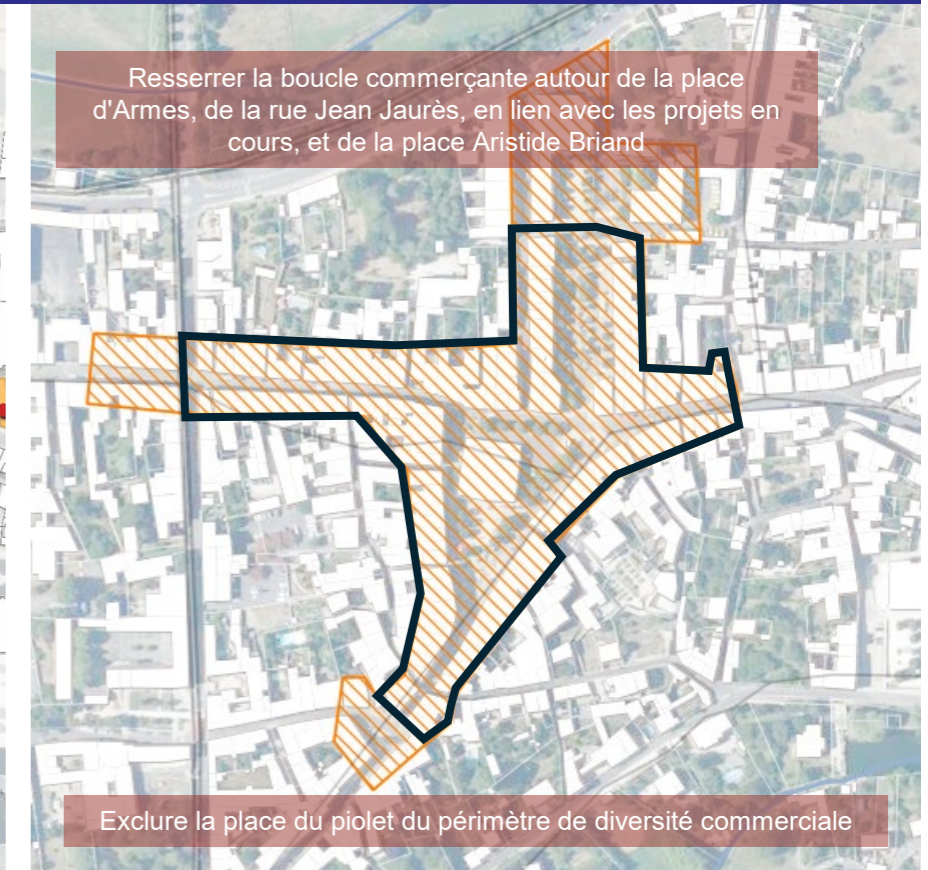 Resserrer la boucle commerçante autour de la place
d'Armes, de la rue Jean Jaurès, en lien avec les projets en
cours, et de la place Aristide Briand
Exclure la place du piolet du périmètre de diversité commerciale